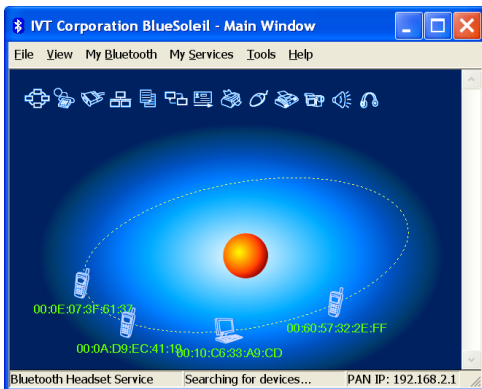 IVT Corporation BlueSoleil - Main Window
File View My Bluetooth My Services Tools Help
00:0E:07:3F:61:37
00:0A:D9:EC:41:19
00:10:C6:33:A9:CD
00:60:57:32:2E:FF
Bluetooth Headset Service Searching for devices... PAN IP: 192.168.2.1